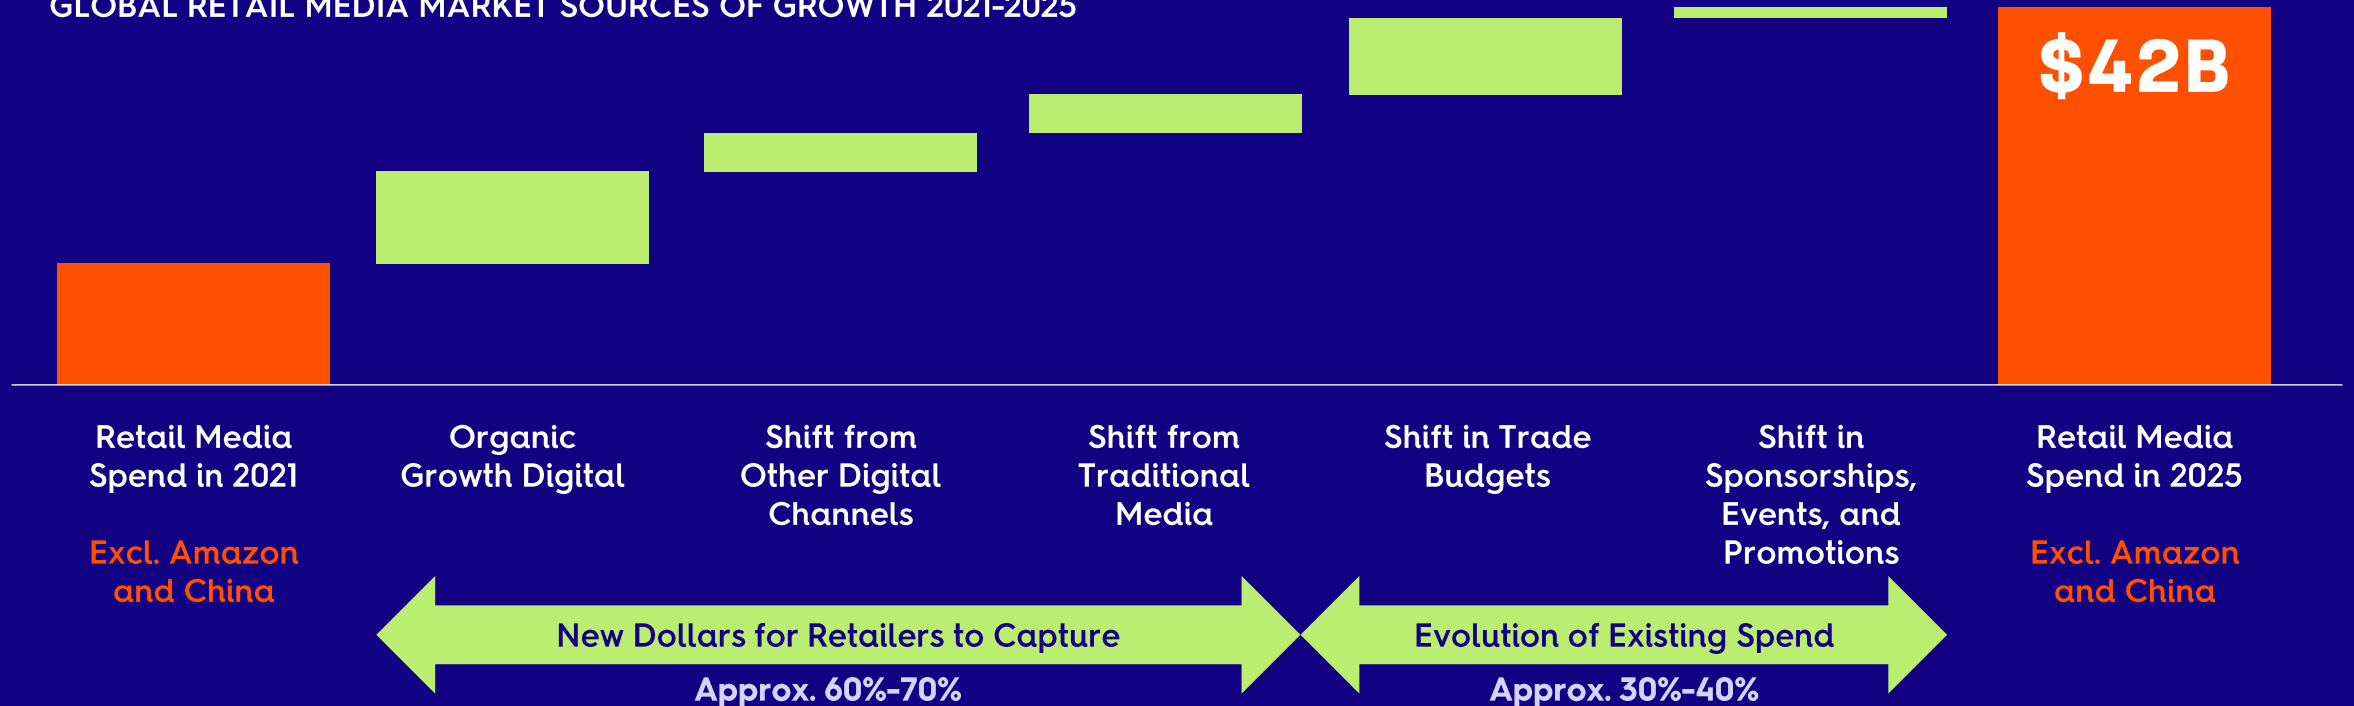 GLOBAL RETAIL MEDIA MARKET SOURCES OF GROWTH 2021-2025
$42B
Retail Media
Spend in 2021
Excl. Amazon
and China
Organic
Growth Digital
Shift from
Other Digital
Channels
Shift from
Traditional
Media
Shift in Trade
Budgets
Shift in
Sponsorships,
Events, and
Promotions
Retail Media
Spend in 2025
Excl. Amazon
and China
New Dollars for Retailers to Capture
Approx. 60%-70%
Evolution of Existing Spend
Approx. 30%-40%